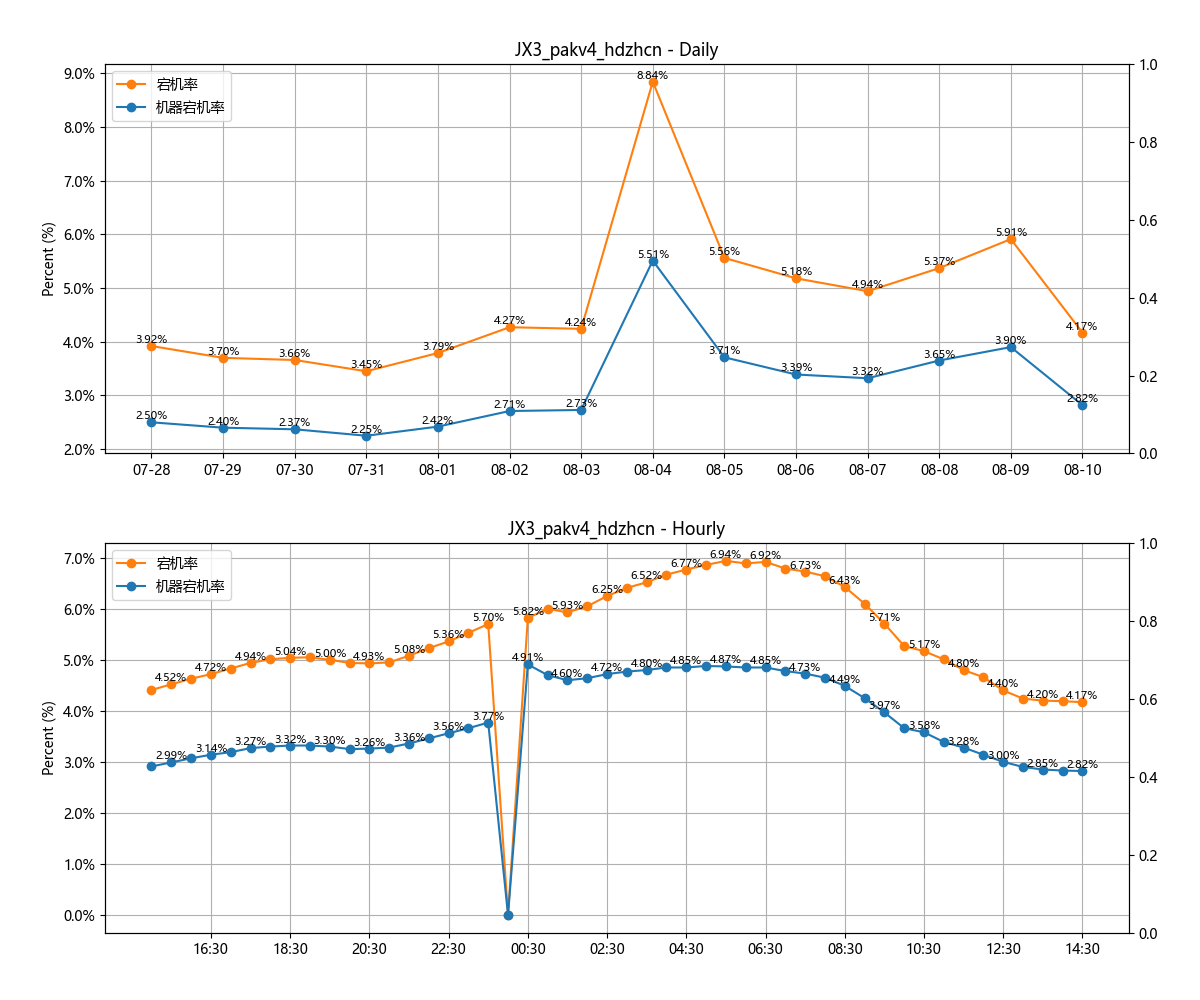 JX3_pakv4_hdzhcn - Daily
宕机率
机器宕机率
Percent (%)
9.0%
8.0%
7.0%
6.0%
5.0%
4.0%
3.0%
2.0%
1.0
0.8
0.6
0.4
0.2
0.0
3.92% 3.70% 3.66% 3.45% 3.79% 4.27% 4.24% 8.84% 5.56% 5.18% 4.94% 5.37% 5.91% 4.17%
2.50% 2.40% 2.37% 2.25% 2.42% 2.71% 2.73% 5.51% 3.71% 3.39% 3.32% 3.65% 3.90% 2.82%
07-28 07-29 07-30 07-31 08-01 08-02 08-03 08-04 08-05 08-06 08-07 08-08 08-09 08-10
JX3_pakv4_hdzhcn - Hourly
宕机率
机器宕机率
Percent (%)
7.0%
6.0%
5.0%
4.0%
3.0%
2.0%
1.0%
0.0%
1.0
0.8
0.6
0.4
0.2
0.0
4.52% 4.72% 4.94% 5.04% 5.00% 4.93% 5.08% 5.36% 5.70% 5.82% 5.93% 6.25% 6.52% 6.77% 6.94% 6.92% 6.73% 6.43% 5.71% 5.17% 4.80% 4.40% 4.20% 4.17%
2.99% 3.14% 3.27% 3.32% 3.30% 3.26% 3.36% 3.56% 3.77% 4.91% 4.60% 4.72% 4.80% 4.85% 4.87% 4.85% 4.73% 4.49% 3.97% 3.58% 3.28% 3.00% 2.85% 2.82%
16:30 18:30 20:30 22:30 00:30 02:30 04:30 06:30 08:30 10:30 12:30 14:30